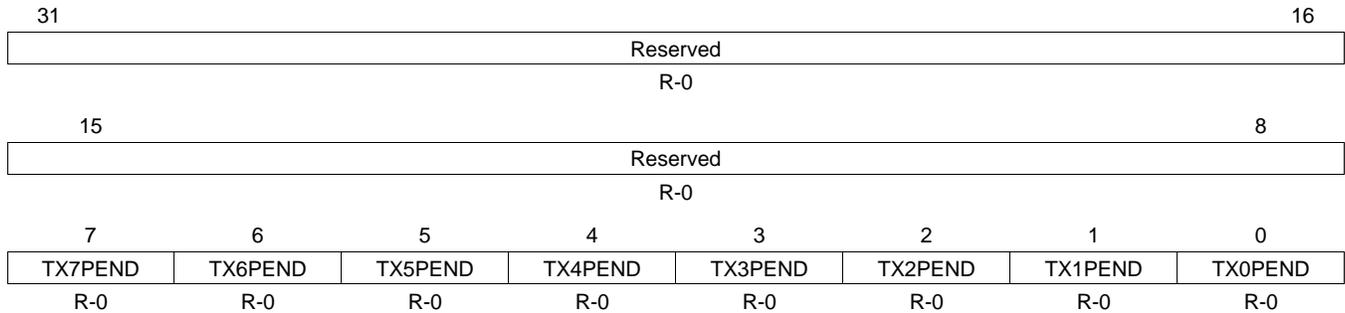 31 16
Reserved
R-0
15 8
Reserved
R-0
7 6 5 4 3 2 1 0
TX7PEND TX6PEND TX5PEND TX4PEND TX3PEND TX2PEND TX1PEND TX0PEND
R-0 R-0 R-0 R-0 R-0 R-0 R-0 R-0